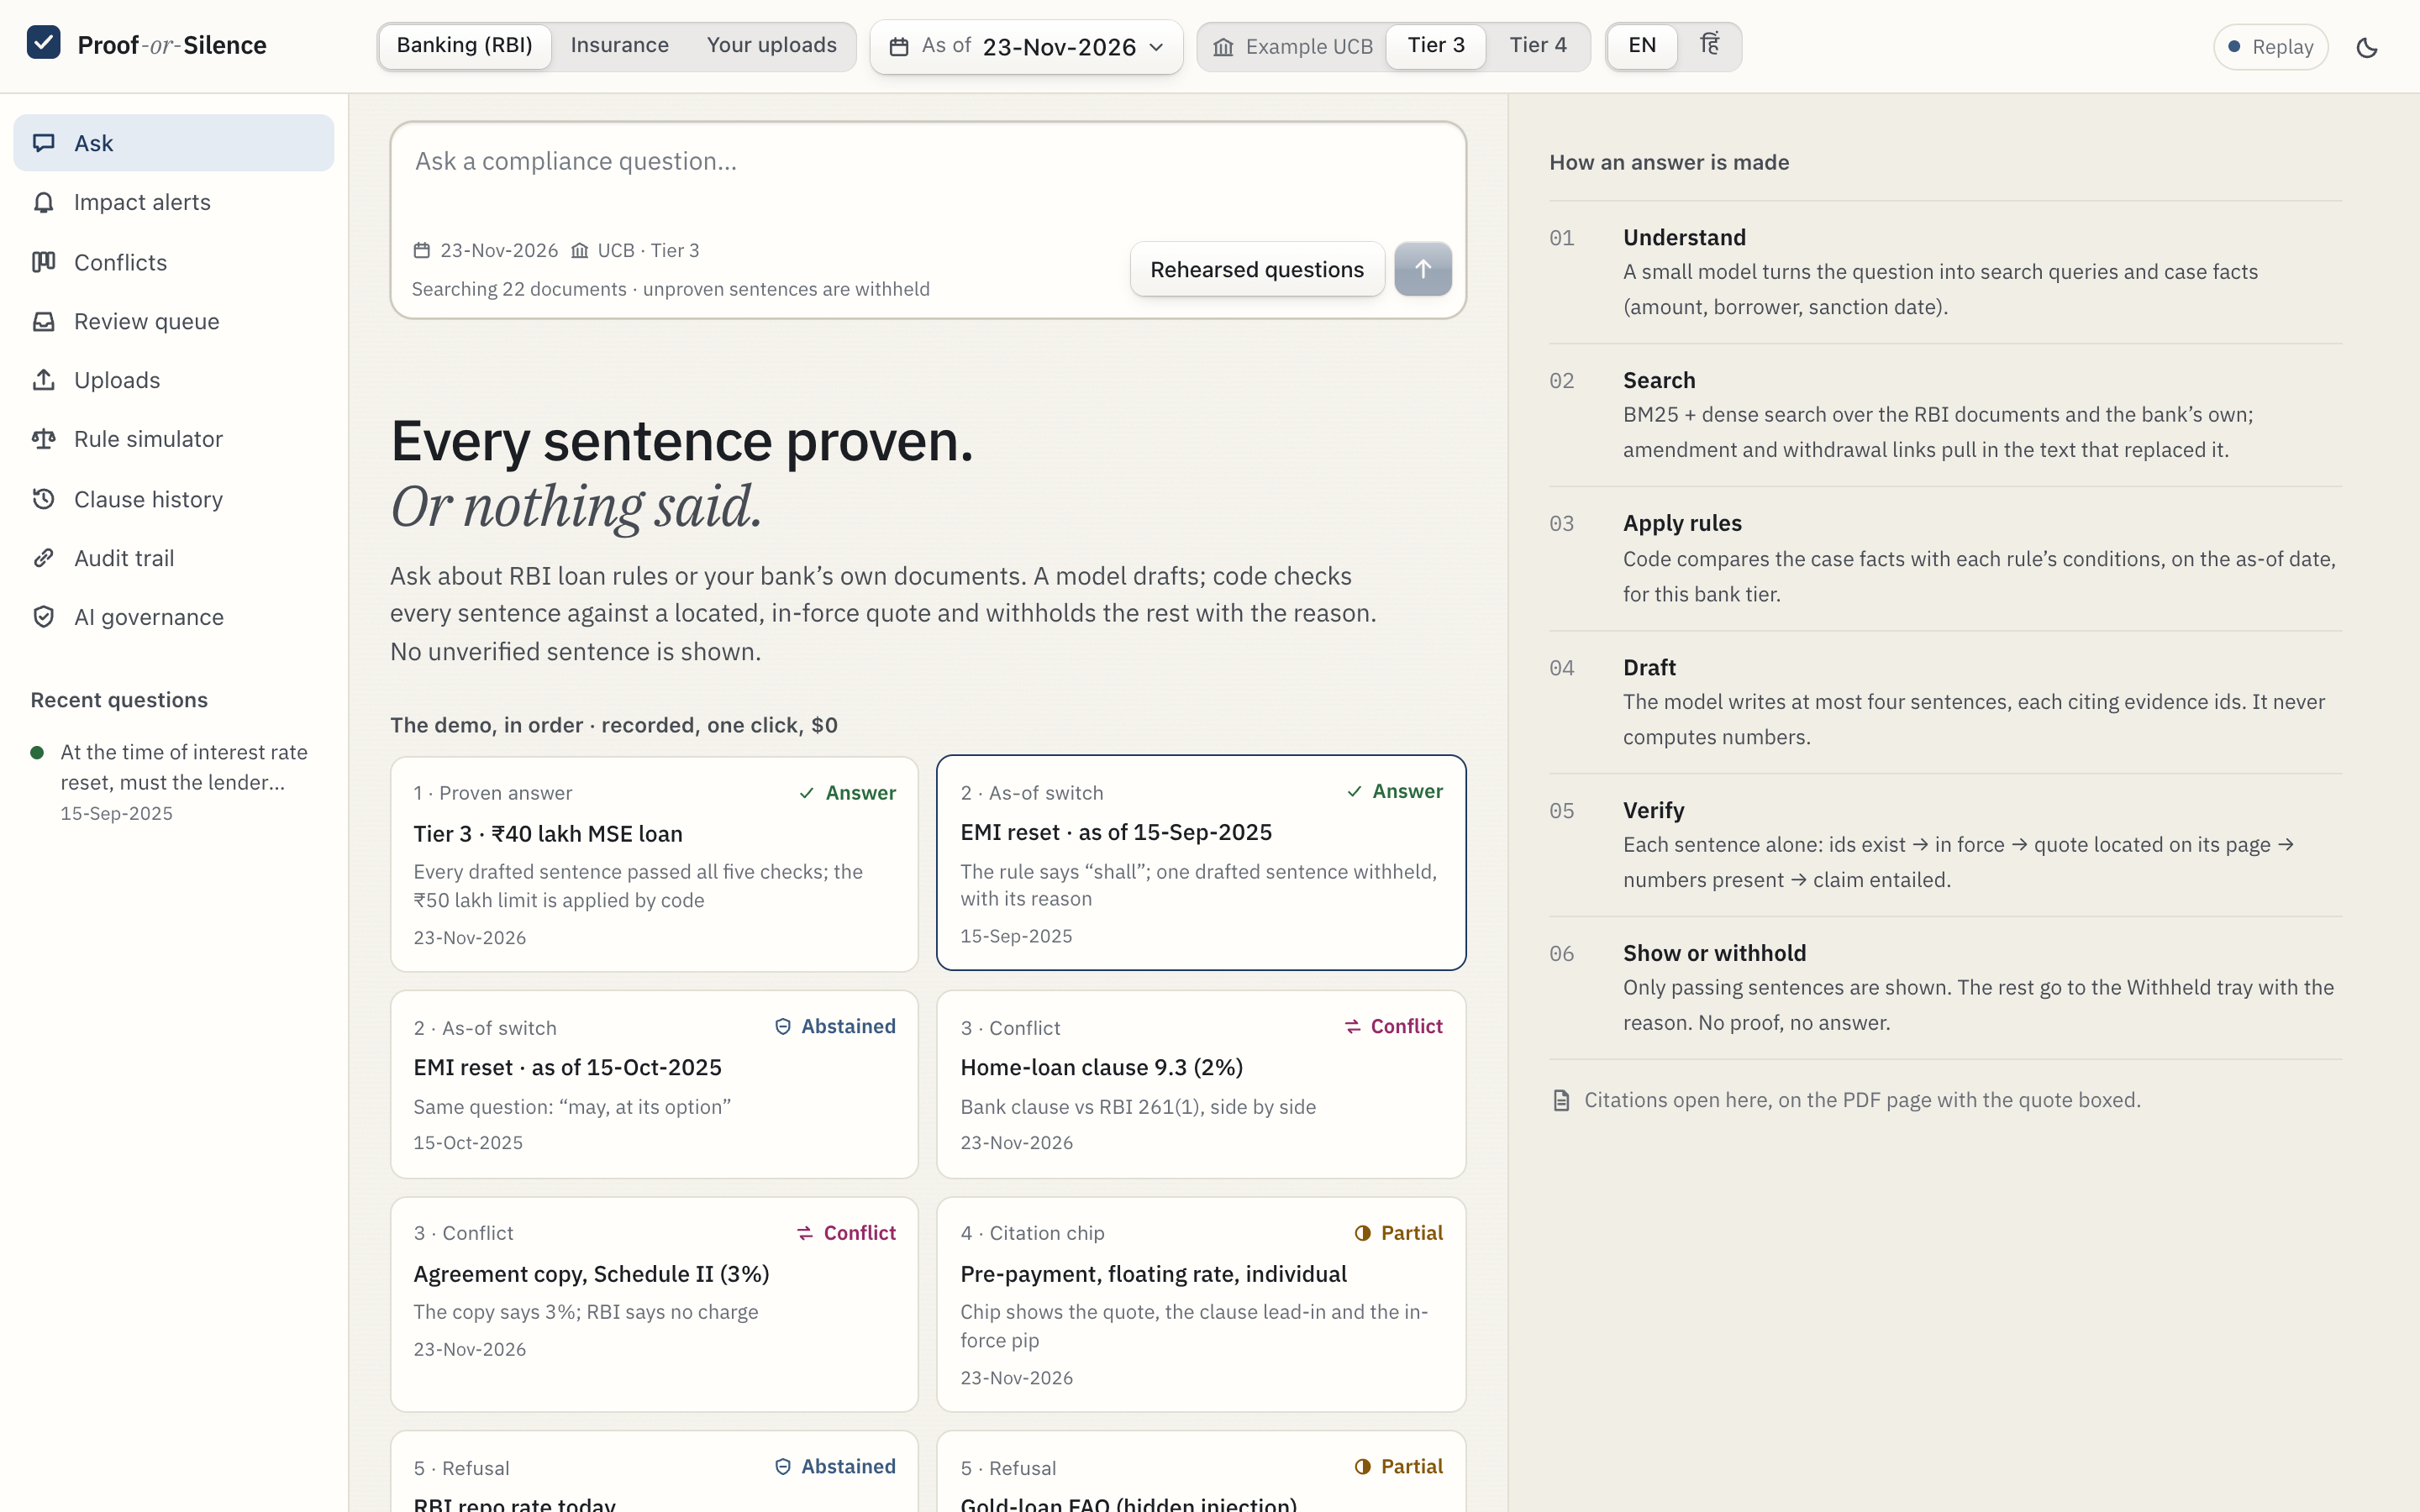 Proof-or-Silence
Banking (RBI) Insurance Your uploads
As of 23-Nov-2026
Example UCB Tier 3 Tier 4
EN हिं
Replay
Ask
Impact alerts
Conflicts
Review queue
Uploads
Rule simulator
Clause history
Audit trail
AI governance
Recent questions
At the time of interest rate
reset, must the lender...
15-Sep-2025
Ask a compliance question...
23-Nov-2026 UCB · Tier 3
Searching 22 documents · unproven sentences are withheld
Rehearsed questions
Every sentence proven.
Or nothing said.
Ask about RBI loan rules or your bank’s own documents. A model drafts; code checks
every sentence against a located, in-force quote and withholds the rest with the reason.
No unverified sentence is shown.
The demo, in order · recorded, one click, $0
1 · Proven answer Answer
Tier 3 · ₹40 lakh MSE loan
Every drafted sentence passed all five checks; the
₹50 lakh limit is applied by code
23-Nov-2026
2 · As-of switch Answer
EMI reset · as of 15-Sep-2025
The rule says “shall”; one drafted sentence withheld,
with its reason
15-Sep-2025
2 · As-of switch Abstained
EMI reset · as of 15-Oct-2025
Same question: “may, at its option”
15-Oct-2025
3 · Conflict Conflict
Home-loan clause 9.3 (2%)
Bank clause vs RBI 261(1), side by side
23-Nov-2026
3 · Conflict Conflict
Agreement copy, Schedule II (3%)
The copy says 3%; RBI says no charge
23-Nov-2026
4 · Citation chip Partial
Pre-payment, floating rate, individual
Chip shows the quote, the clause lead-in and the in-
force pip
23-Nov-2026
5 · Refusal Abstained
RBI repo rate today
5 · Refusal Partial
Gold-loan FAQ (hidden injection)
How an answer is made
01 Understand
A small model turns the question into search queries and case facts
(amount, borrower, sanction date).
02 Search
BM25 + dense search over the RBI documents and the bank’s own;
amendment and withdrawal links pull in the text that replaced it.
03 Apply rules
Code compares the case facts with each rule’s conditions, on the as-of date,
for this bank tier.
04 Draft
The model writes at most four sentences, each citing evidence ids. It never
computes numbers.
05 Verify
Each sentence alone: ids exist → in force → quote located on its page →
numbers present → claim entailed.
06 Show or withhold
Only passing sentences are shown. The rest go to the Withheld tray with the
reason. No proof, no answer.
Citations open here, on the PDF page with the quote boxed.